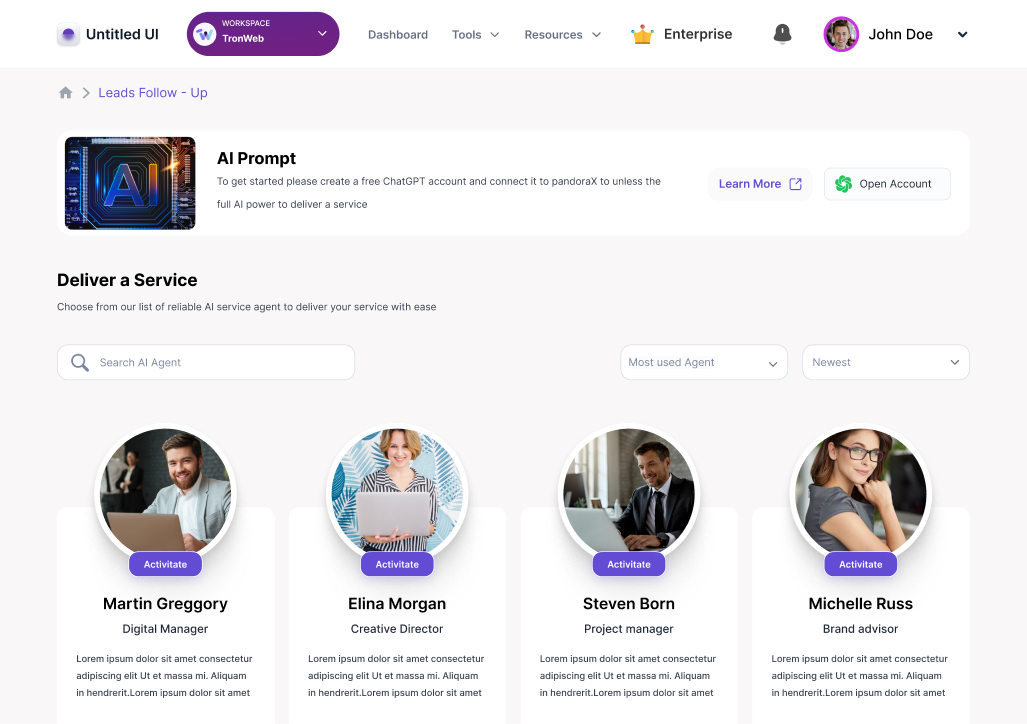 Untitled UI
WORKSPACE
TronWeb
Dashboard
Tools
Resources
Enterprise
John Doe
Leads Follow - Up
AI
AI Prompt
To get started please create a free ChatGPT account and connect it to pandoraX to unless the
full AI power to deliver a service
Learn More
Open Account
Deliver a Service
Choose from our list of reliable AI service agent to deliver your service with ease
Search AI Agent
Most used Agent
Newest
Activitate
Activitate
Activitate
Activitate
Martin Greggory
Digital Manager
Lorem ipsum dolor sit amet consectetur
adipiscing elit Ut et massa mi. Aliquam
in hendrerit.Lorem ipsum dolor sit amet
Elina Morgan
Creative Director
Lorem ipsum dolor sit amet consectetur
adipiscing elit Ut et massa mi. Aliquam
in hendrerit.Lorem ipsum dolor sit amet
Steven Born
Project manager
Lorem ipsum dolor sit amet consectetur
adipiscing elit Ut et massa mi. Aliquam
in hendrerit.Lorem ipsum dolor sit amet
Michelle Russ
Brand advisor
Lorem ipsum dolor sit amet consectetur
adipiscing elit Ut et massa mi. Aliquam
in hendrerit.Lorem ipsum dolor sit amet